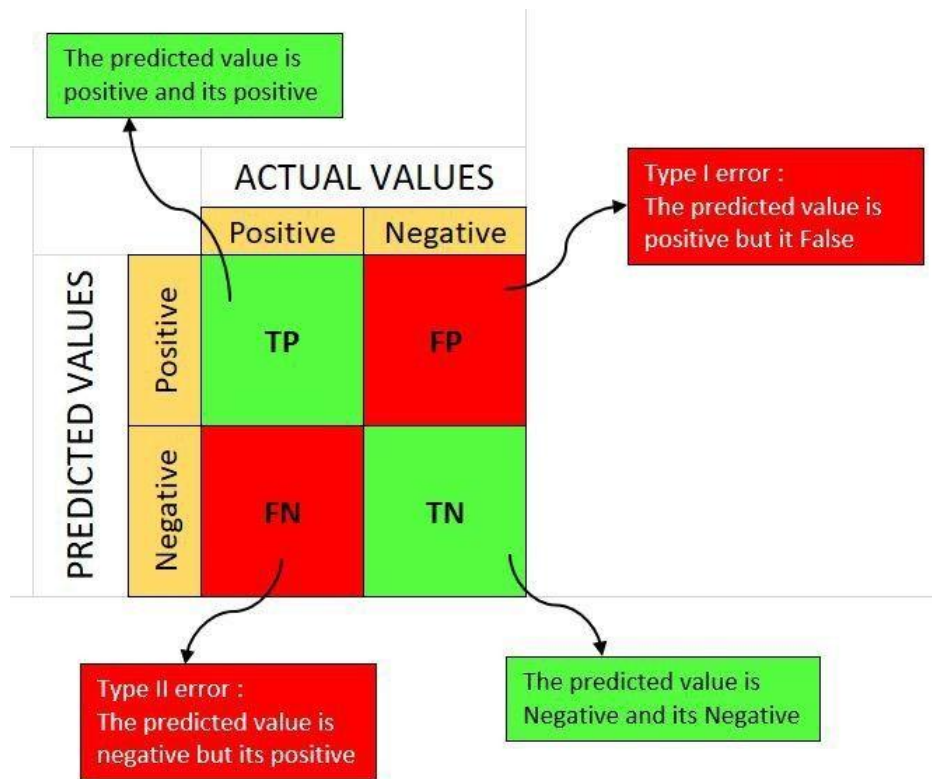 The predicted value is
positive and its positive
ACTUAL VALUES
Type I error :
The predicted value is
positive but it False
Positive
Negative
PREDICTED VALUES
Positive
TP
FP
Negative
FN
TN
Type II error :
The predicted value is
negative but its positive
The predicted value is
Negative and its Negative